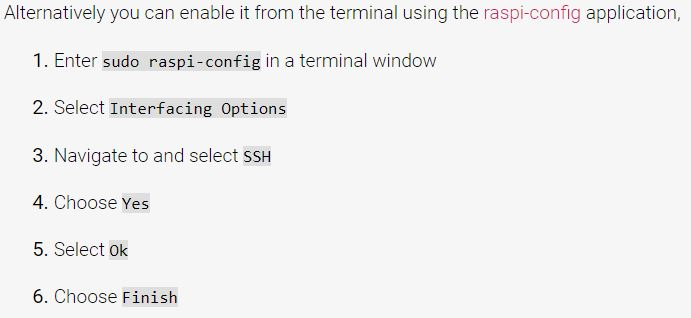 Alternatively you can enable it from the terminal using the raspi-config application,
1. Enter sudo raspi-config in a terminal window
2. Select Interfacing Options
3. Navigate to and select SSH
4. Choose Yes
5. Select Ok
6. Choose Finish